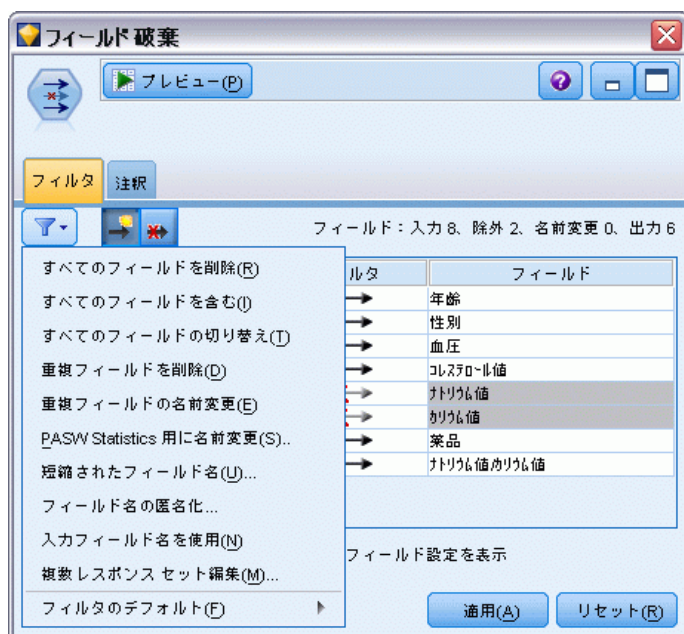 フィールド破棄
プレビュー(P)
フィルタ
注釈
フィールド：入力 8、除外 2、名前変更 0、出力 6
すべてのフィールドを削除(R)
すべてのフィールドを含む(I)
すべてのフィールドの切り替え(T)
重複フィールドを削除(D)
重複フィールドの名前変更(E)
PASW Statistics 用に名前変更(S)..
短縮されたフィールド名(U)...
フィールド名の匿名化...
入力フィールド名を使用(N)
複数レスポンス セット編集(M)...
フィルタのデフォルト(F)
ルタ
フィールド
年齢
性別
血圧
ｺﾚｽﾃﾛｰﾙ値
ﾅﾄﾘｳﾑ値
ｶﾘｳﾑ値
薬品
ﾅﾄﾘｳﾑ値/ｶﾘｳﾑ値
フィールド設定を表示
適用(A)
リセット(R)